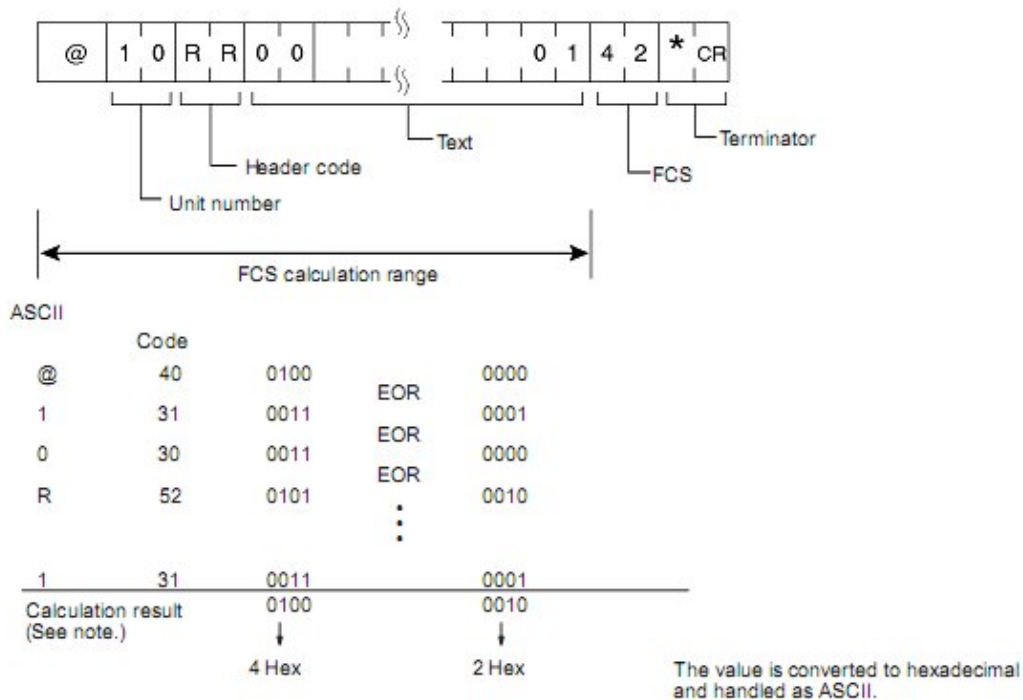 @ 1 0 R R 0 0 0 1 4 2 * CR
Text
Terminator
Header code
FCS
Unit number
FCS calculation range
ASCII
Code
@ 40 0100 0000
EOR
1 31 0011 0001
EOR
0 30 0011 0000
EOR
R 52 0101 0010
1 31 0011 0001
Calculation result 0100 0010
(See note.)
4 Hex 2 Hex The value is converted to hexadecimal
and handled as ASCII.